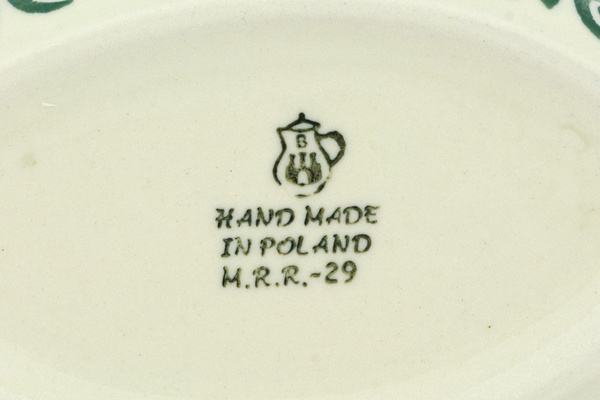 B
HAND MADE
IN POLAND
M.R.R.-29